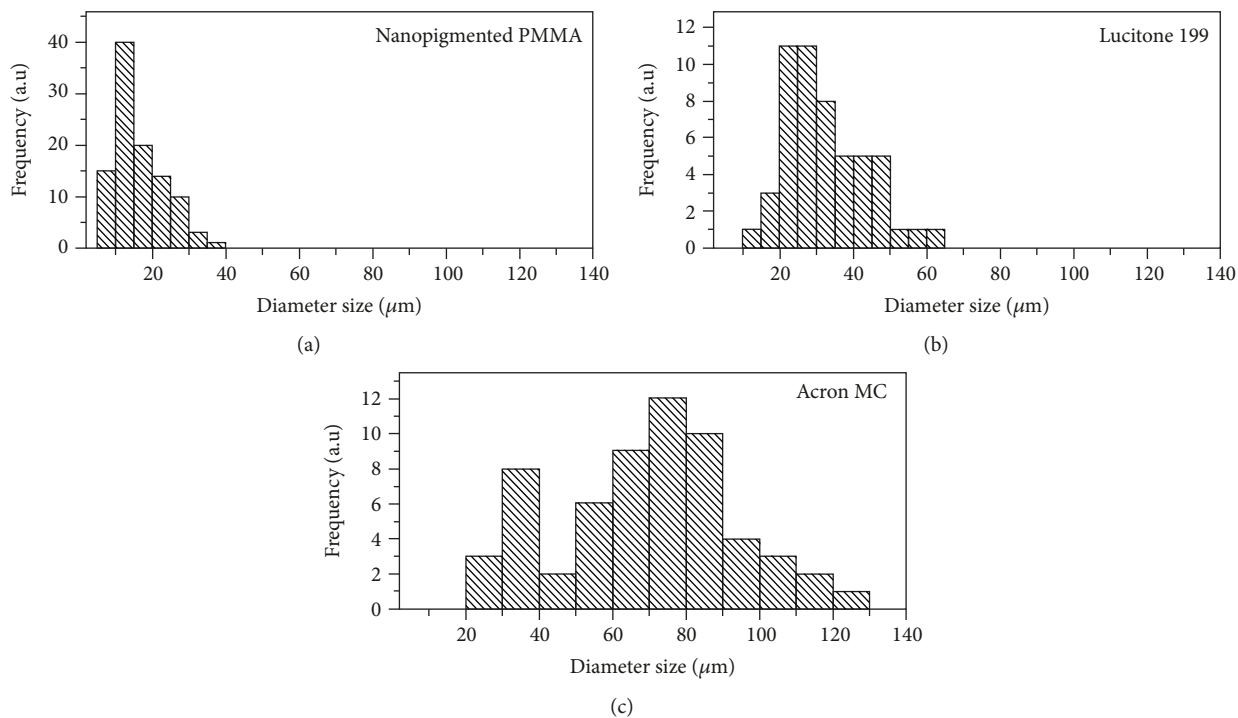 Nanopigmented PMMA
Frequency (a.u)
40
30
20
10
0
20 40 60 80 100 120 140
Diameter size (μm)
(a)
Lucitone 199
Frequency (a.u)
12
10
8
6
4
2
0
20 40 60 80 100 120 140
Diameter size (μm)
(b)
Acron MC
Frequency (a.u)
12
10
8
6
4
2
0
20 40 60 80 100 120 140
Diameter size (μm)
(c)